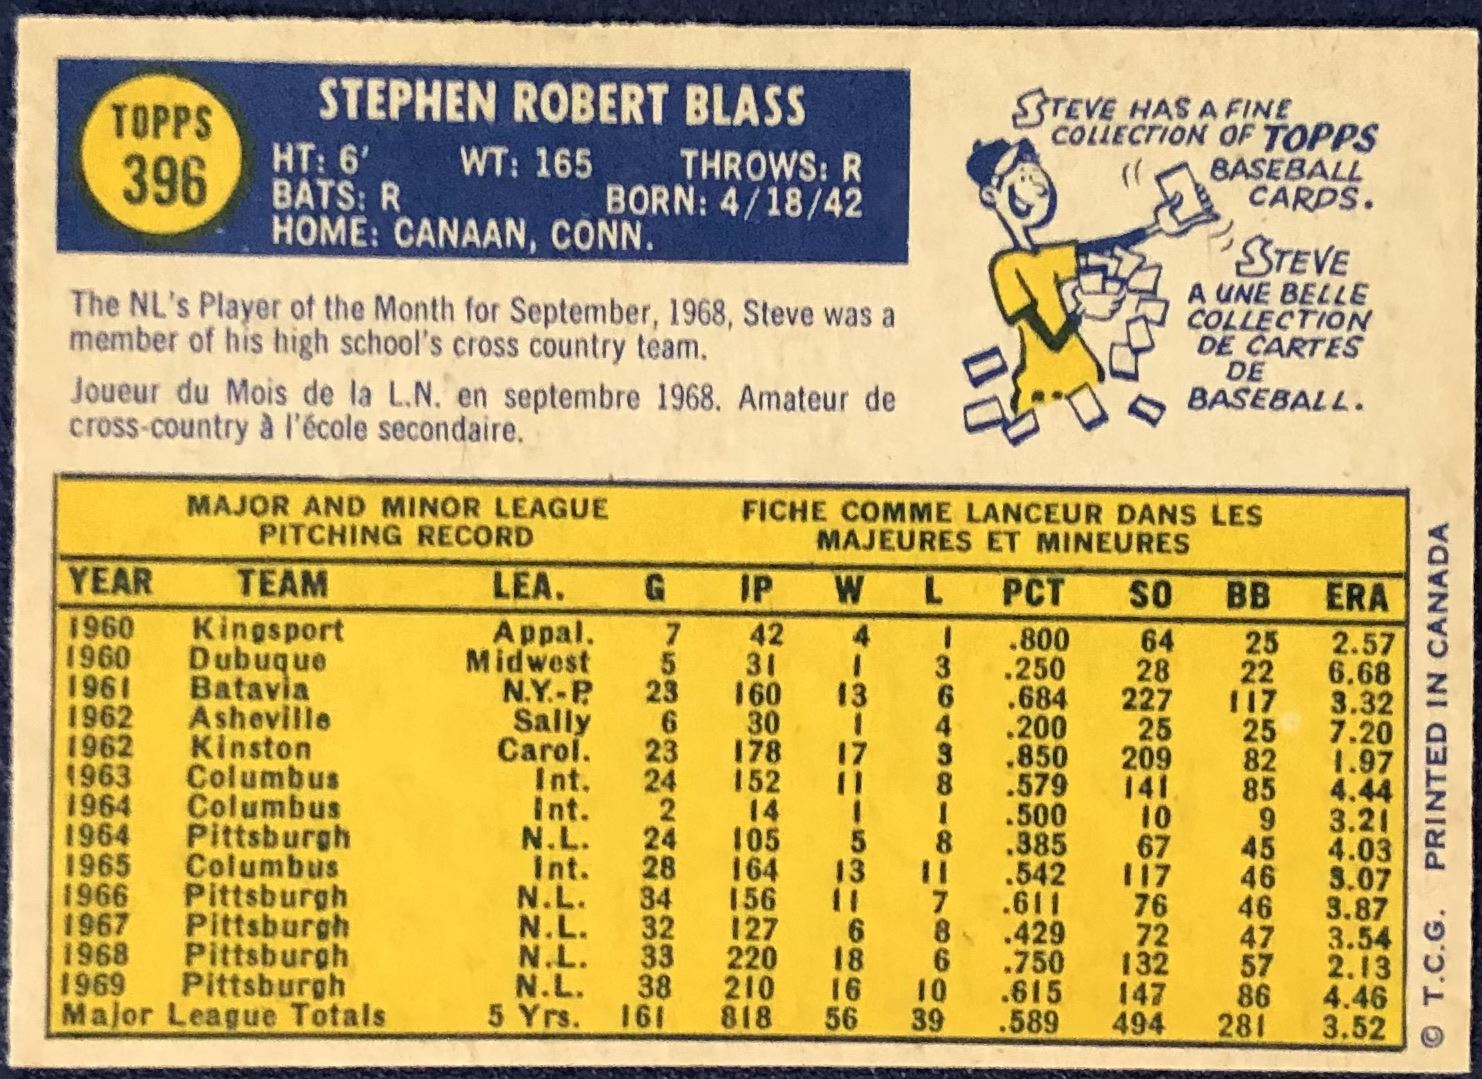 TOPPS
396
STEPHEN ROBERT BLASS
HT: 6' WT: 165 THROWS: R
BATS: R BORN: 4/18/42
HOME: CANAAN, CONN.
STEVE HAS A FINE
COLLECTION OF TOPPS
BASEBALL
CARDS.
STEVE
A UNE BELLE
COLLECTION
DE CARTES
DE
BASEBALL.
The NL's Player of the Month for September, 1968, Steve was a
member of his high school's cross country team.
Joueur du Mois de la L.N. en septembre 1968. Amateur de
cross-country à l'école secondaire.
MAJOR AND MINOR LEAGUE
PITCHING RECORD
FICHE COMME LANCEUR DANS LES
MAJEURES ET MINEURES
YEAR TEAM LEA. G IP W L PCT SO BB ERA
1960 Kingsport Appal. 7 42 4 1 .800 64 25 2.57
1960 Dubuque Midwest 5 31 1 3 .250 28 22 6.68
1961 Batavia N.Y.-P. 23 160 13 6 .684 227 117 3.32
1962 Asheville Sally 6 30 1 4 .200 25 25 7.20
1962 Kinston Carol. 23 178 17 3 .850 209 82 1.97
1963 Columbus Int. 24 152 11 8 .579 141 85 4.44
1964 Columbus Int. 2 14 1 1 .500 10 9 3.21
1964 Pittsburgh N.L. 24 105 5 8 .385 67 45 4.03
1965 Columbus Int. 28 164 13 11 .542 117 46 3.07
1966 Pittsburgh N.L. 34 156 11 7 .611 76 46 3.87
1967 Pittsburgh N.L. 32 127 6 8 .429 72 47 3.54
1968 Pittsburgh N.L. 33 220 18 6 .750 132 57 2.13
1969 Pittsburgh N.L. 38 210 16 10 .615 147 86 4.46
Major League Totals 5 Yrs. 161 818 56 39 .589 494 281 3.52
© T.C.G. PRINTED IN CANADA